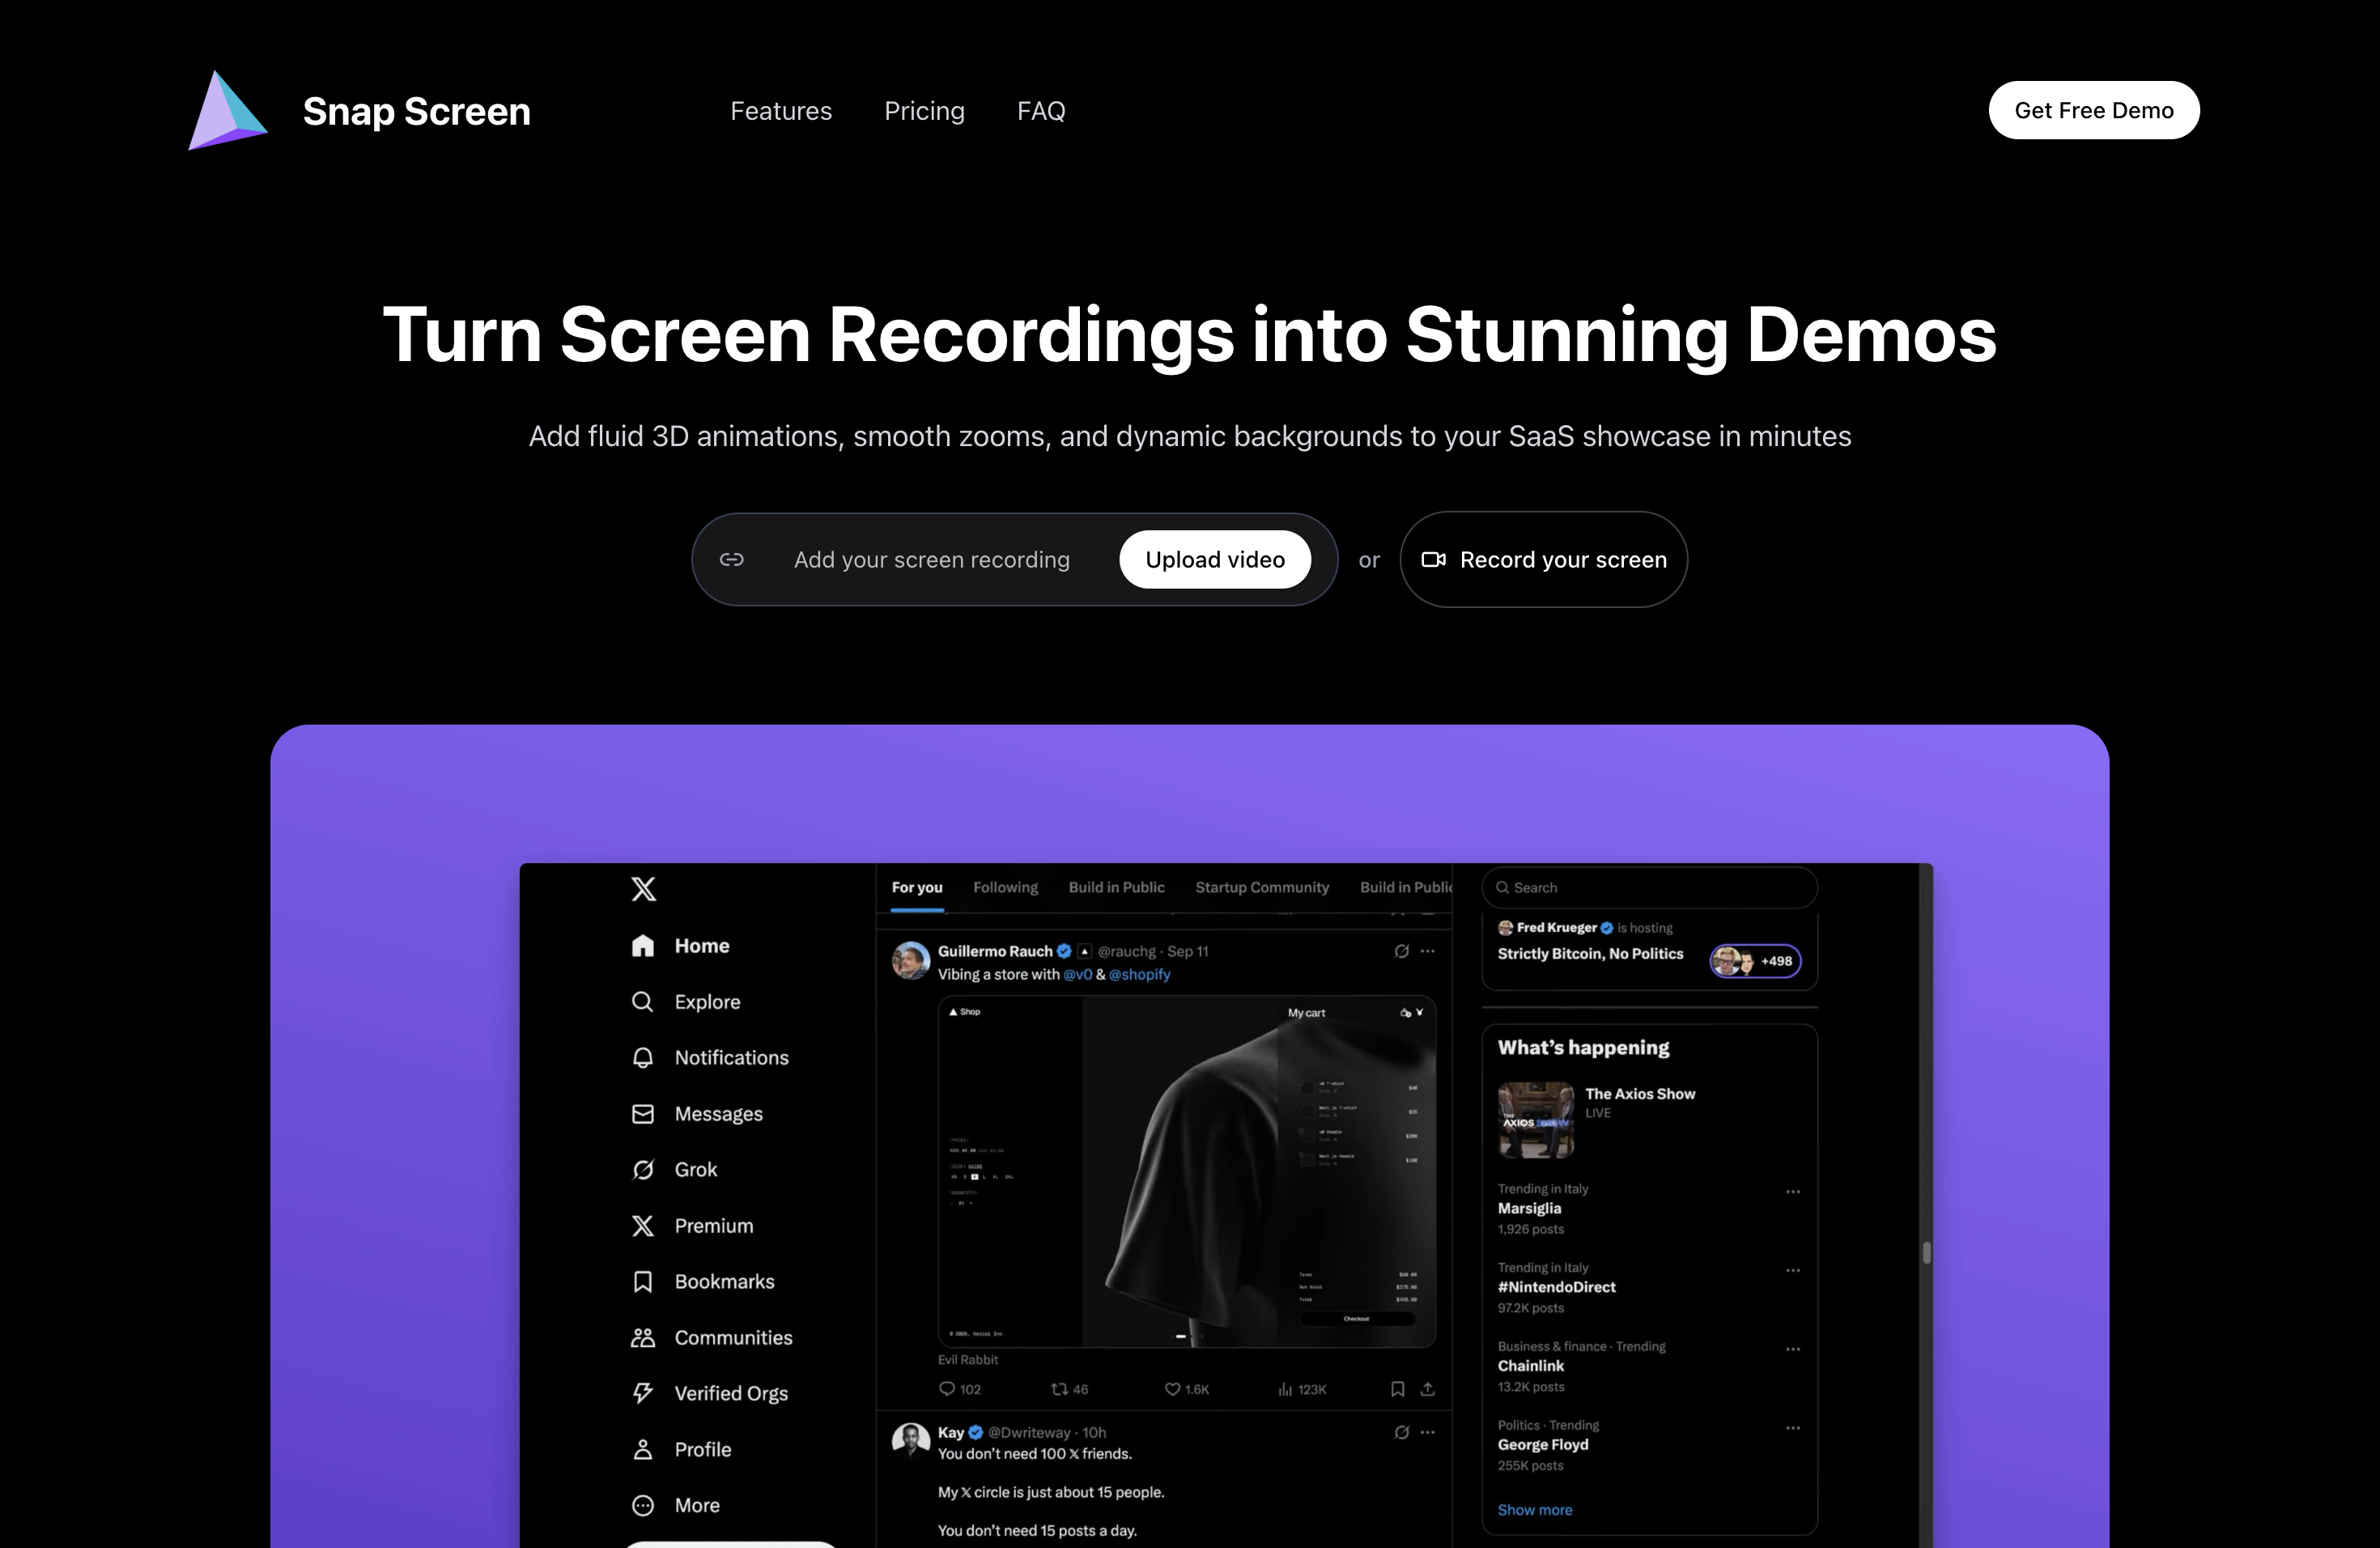 Snap Screen
Features
Pricing
FAQ
Get Free Demo
Turn Screen Recordings into Stunning Demos
Add fluid 3D animations, smooth zooms, and dynamic backgrounds to your SaaS showcase in minutes
Add your screen recording
Upload video
or
Record your screen
Home
Explore
Notifications
Messages
Grok
Premium
Bookmarks
Communities
Verified Orgs
Profile
More
For you
Following
Build in Public
Startup Community
Build in Public
Guillermo Rauch @rauchg · Sep 11
Vibing a store with @v0 & @shopify
Shop
My cart
Checkout
Evil Rabbit
102
46
1.6K
123K
Kay @Dwriteway · 10h
You don’t need 100 𝕏 friends.
My 𝕏 circle is just about 15 people.
You don’t need 15 posts a day.
Search
Fred Krueger is hosting
Strictly Bitcoin, No Politics
+498
What’s happening
THE AXIOS SHOW
The Axios Show
LIVE
Trending in Italy
Marsiglia
1,926 posts
Trending in Italy
#NintendoDirect
97.2K posts
Business & finance · Trending
Chainlink
13.2K posts
Politics · Trending
George Floyd
255K posts
Show more